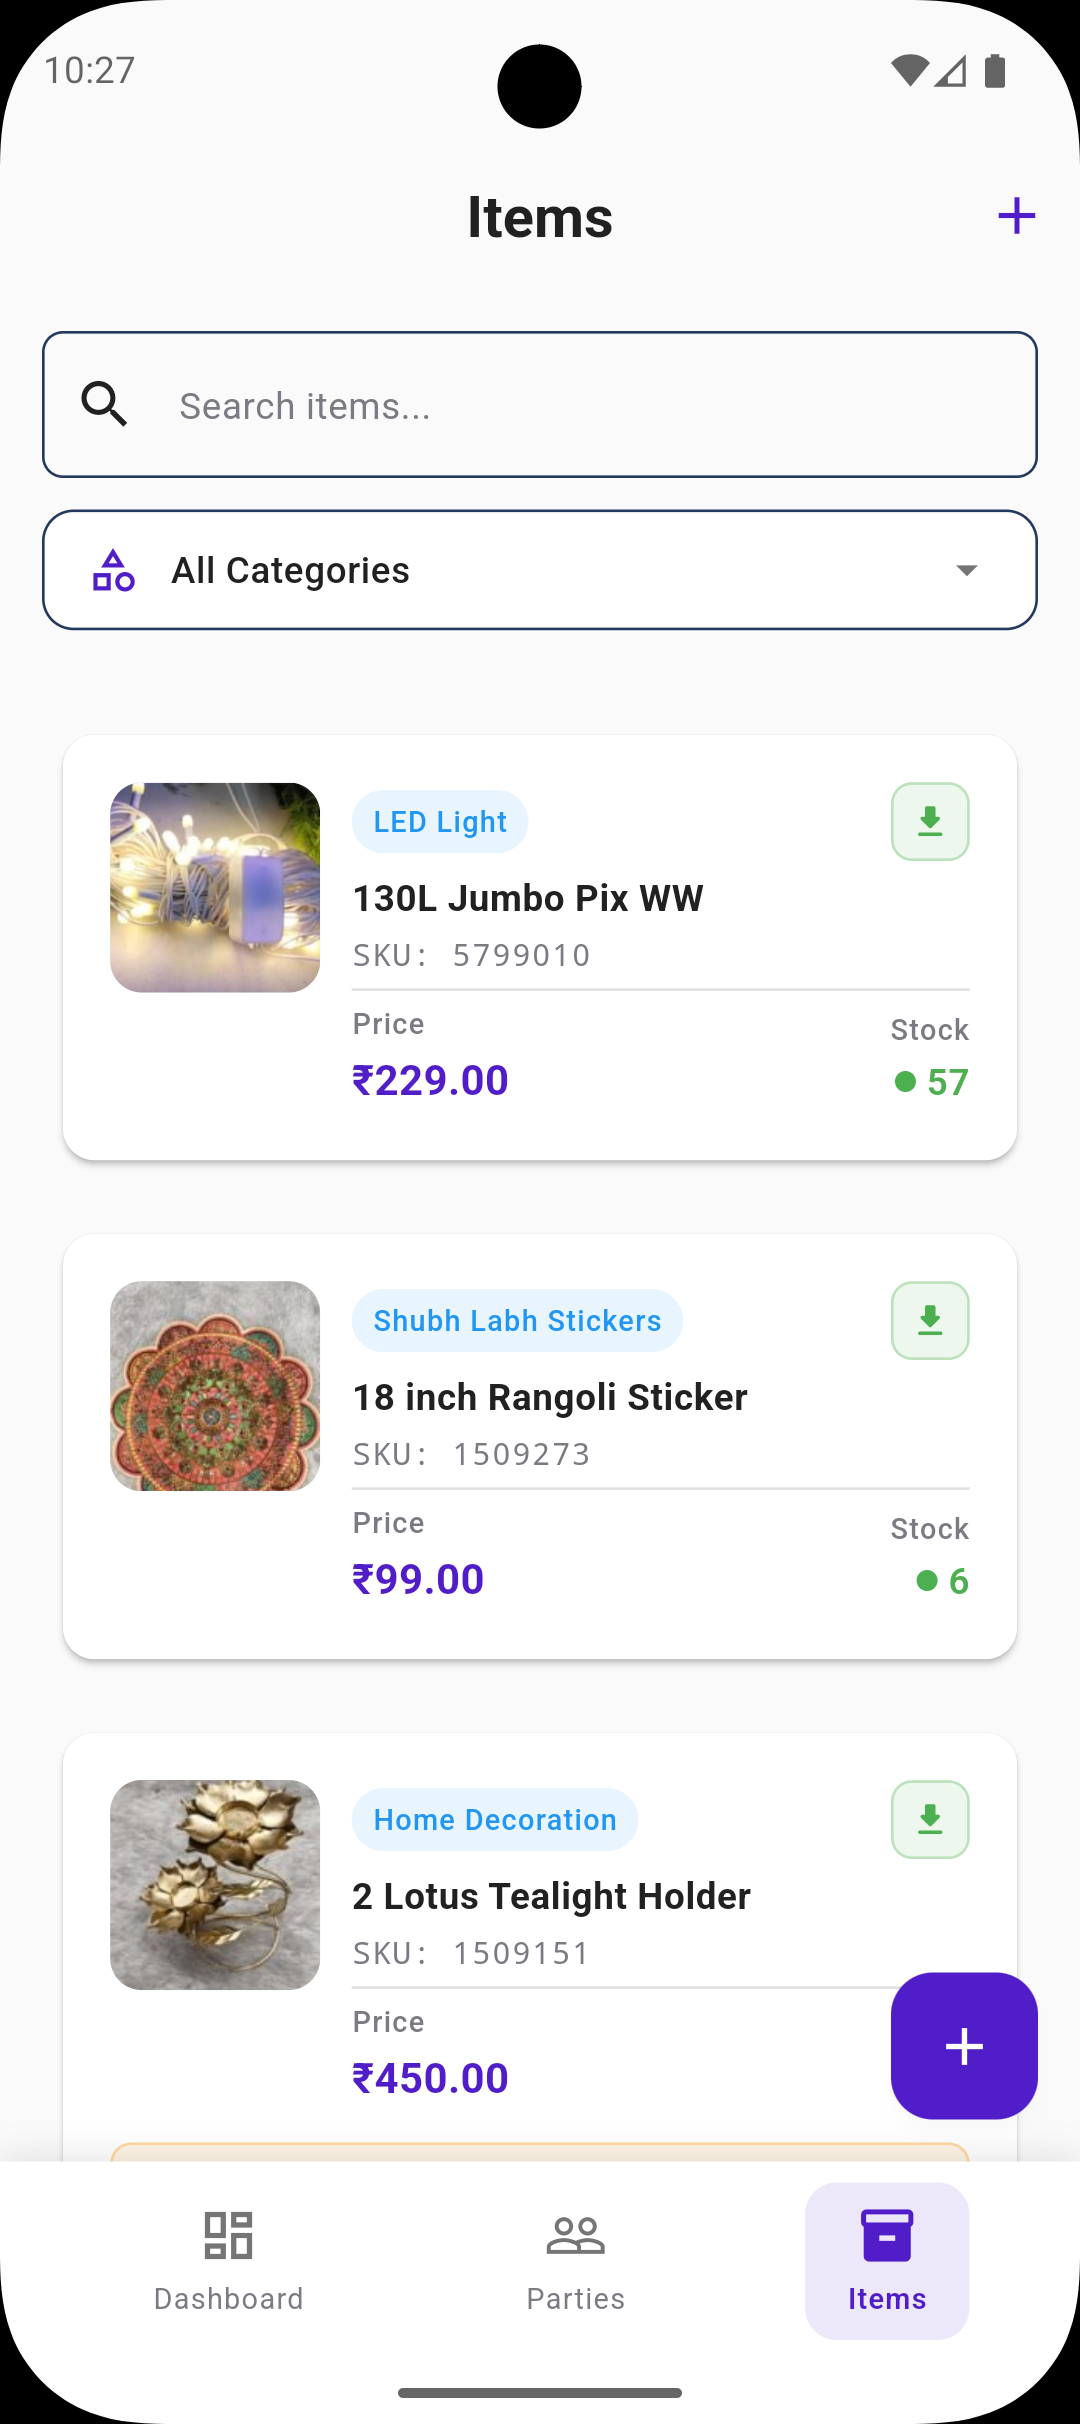 10:27
Items
Search items...
All Categories
LED Light
130L Jumbo Pix WW
SKU: 5799010
Price
Stock
₹229.00
57
Shubh Labh Stickers
18 inch Rangoli Sticker
SKU: 1509273
Price
Stock
₹99.00
6
Home Decoration
2 Lotus Tealight Holder
SKU: 1509151
Price
₹450.00
Dashboard
Parties
Items